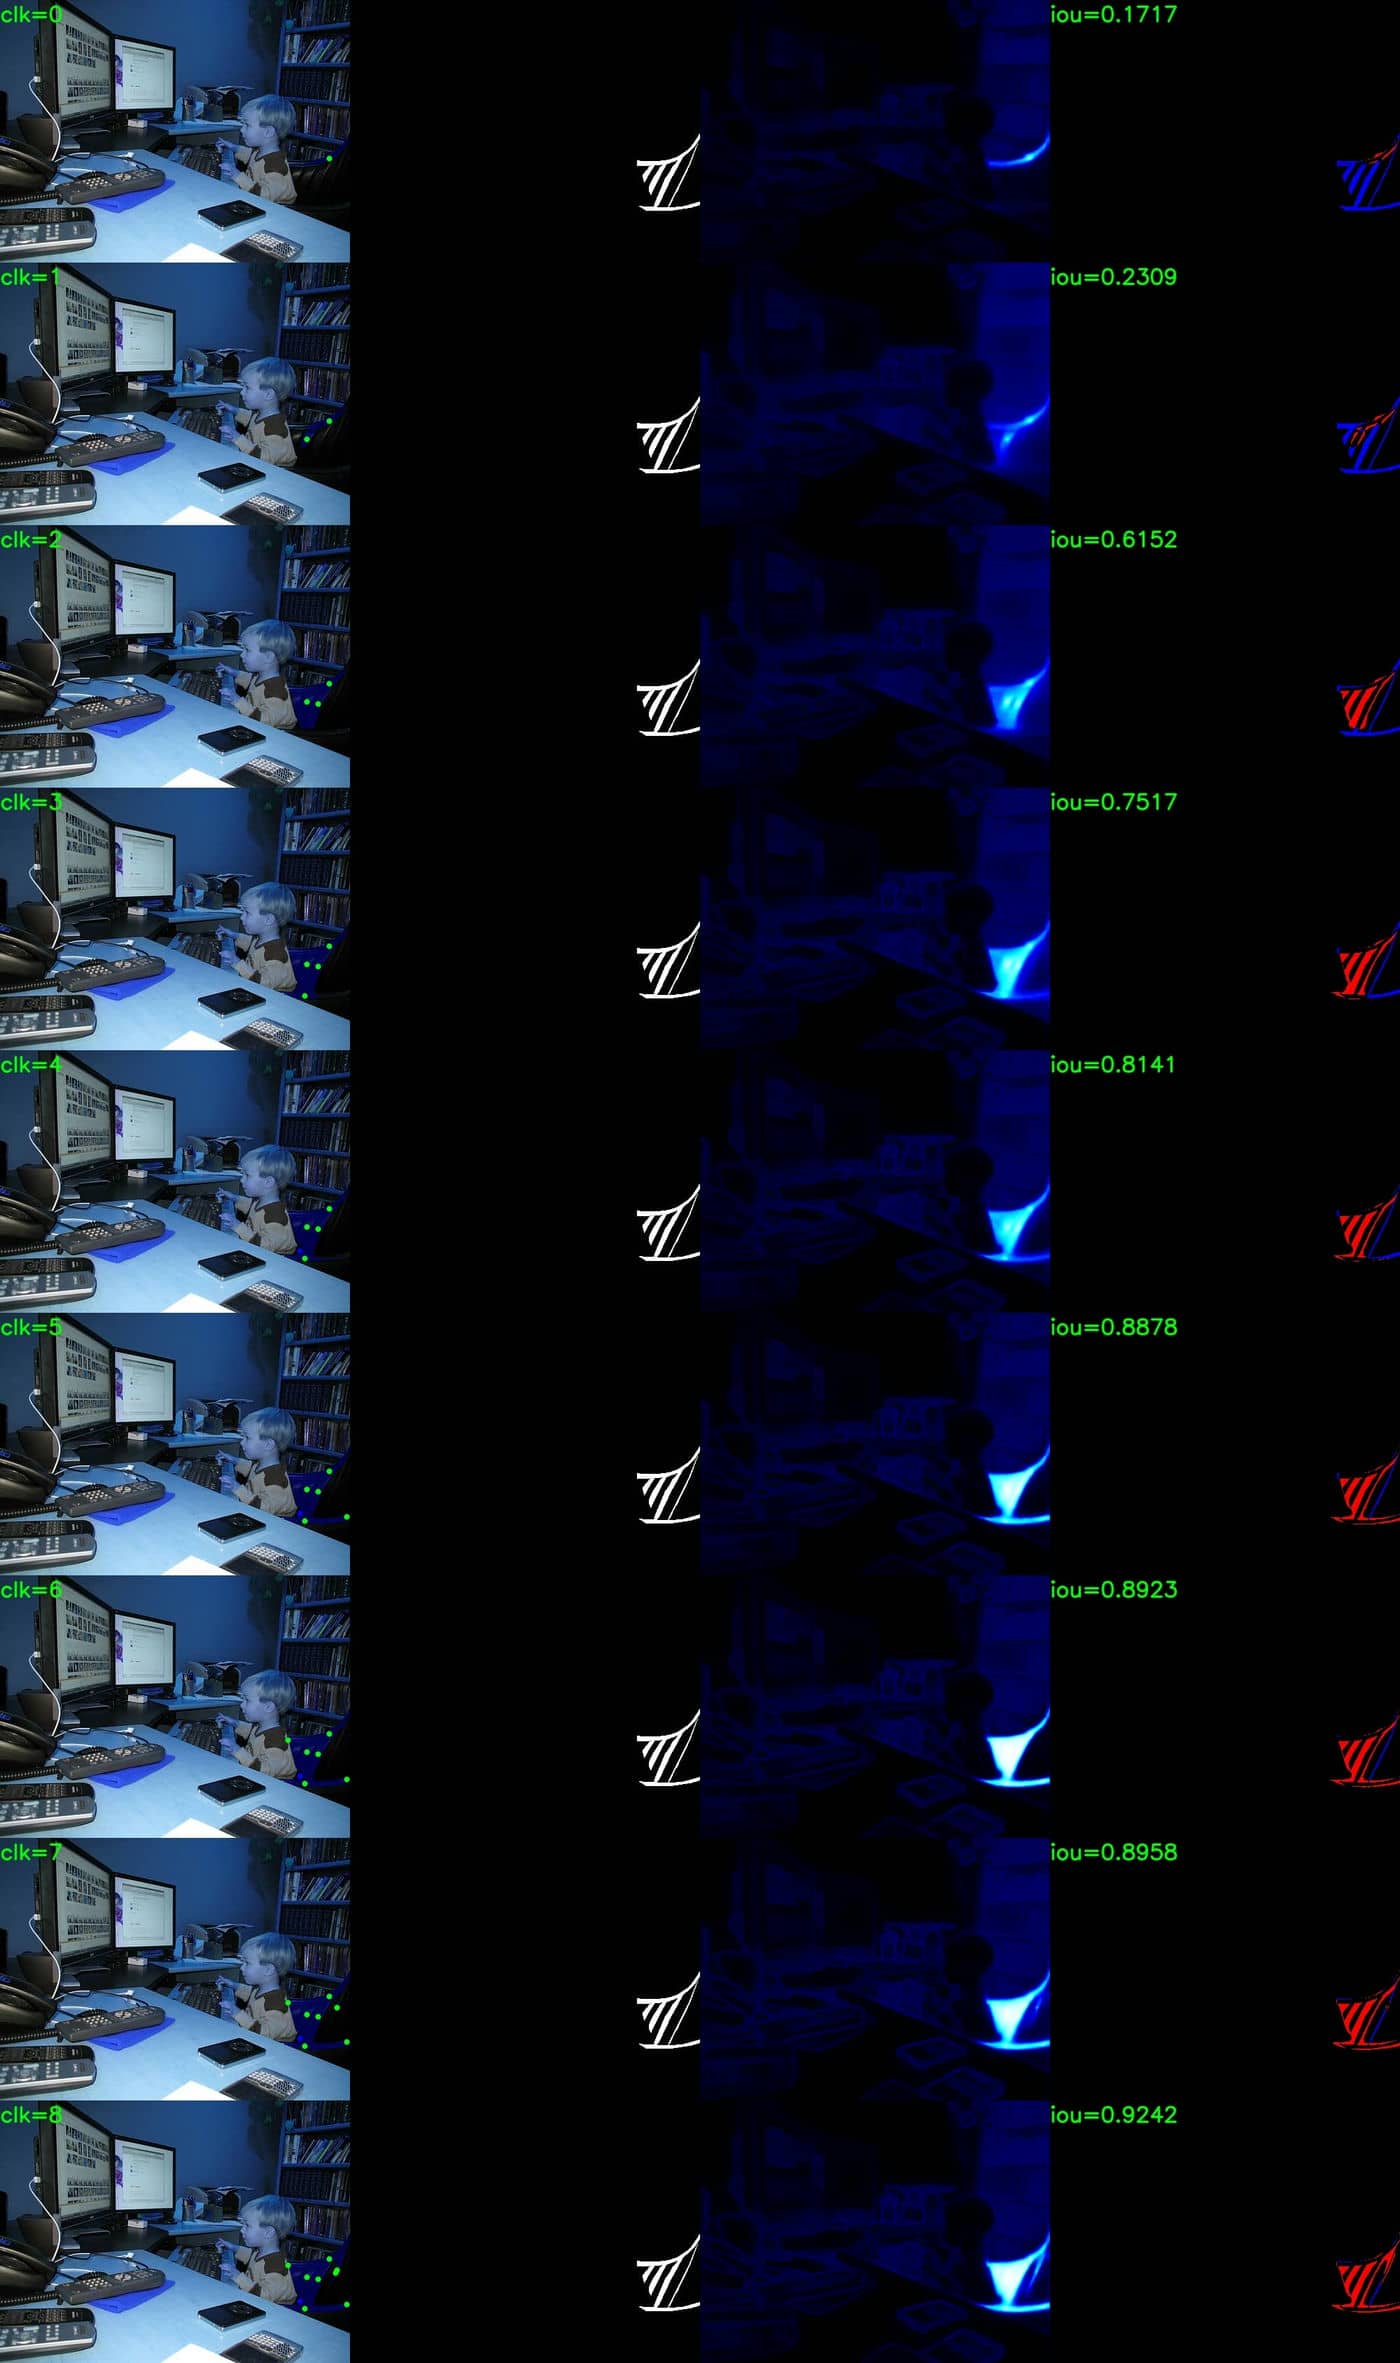 clk=0 iou=0.1717
clk=1 iou=0.2309
clk=2 iou=0.6152
clk=3 iou=0.7517
clk=4 iou=0.8141
clk=5 iou=0.8878
clk=6 iou=0.8923
clk=7 iou=0.8958
clk=8 iou=0.9242